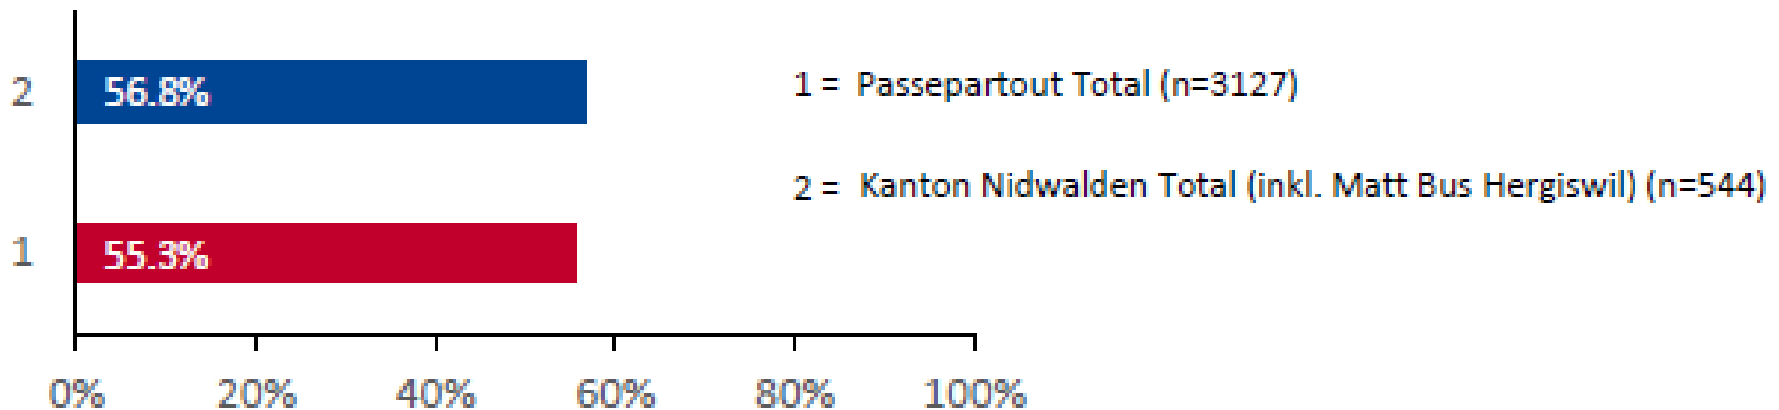 2
56.8%
1 = Passepartout Total (n=3127)
2 = Kanton Nidwalden Total (inkl. Matt Bus Hergiswil) (n=544)
1
55.3%
0% 20% 40% 60% 80% 100%